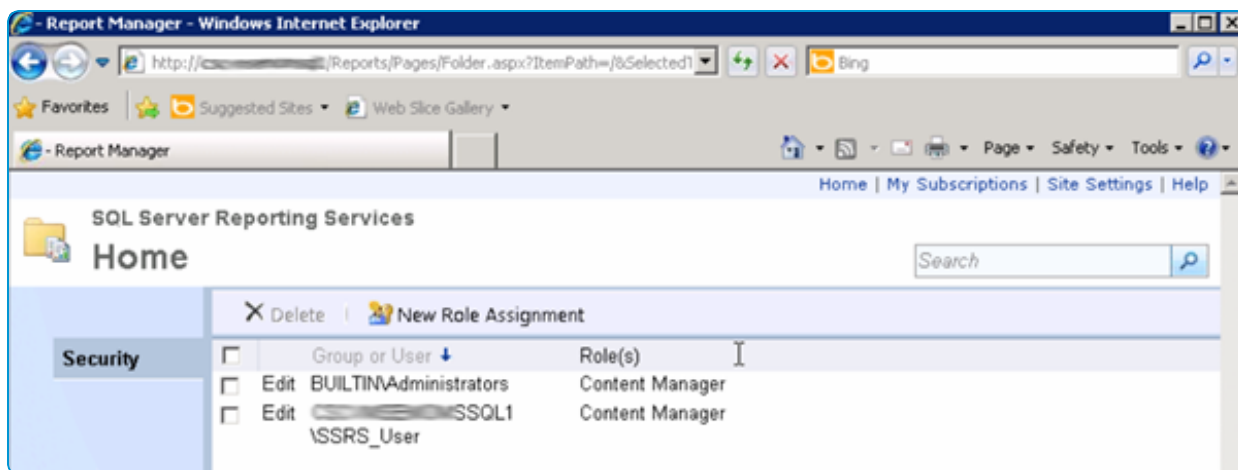 - Report Manager - Windows Internet Explorer
http:// /Reports/Pages/Folder.aspx?ItemPath=/&Selected Bing
Favorites Suggested Sites Web Slice Gallery
- Report Manager Page Safety Tools
Home | My Subscriptions | Site Settings | Help
SQL Server Reporting Services
Home
Search
Delete | New Role Assignment
Security
Group or User Role(s)
Edit BUILTIN\Administrators Content Manager
Edit SSQL1 Content Manager
\SSRS_User